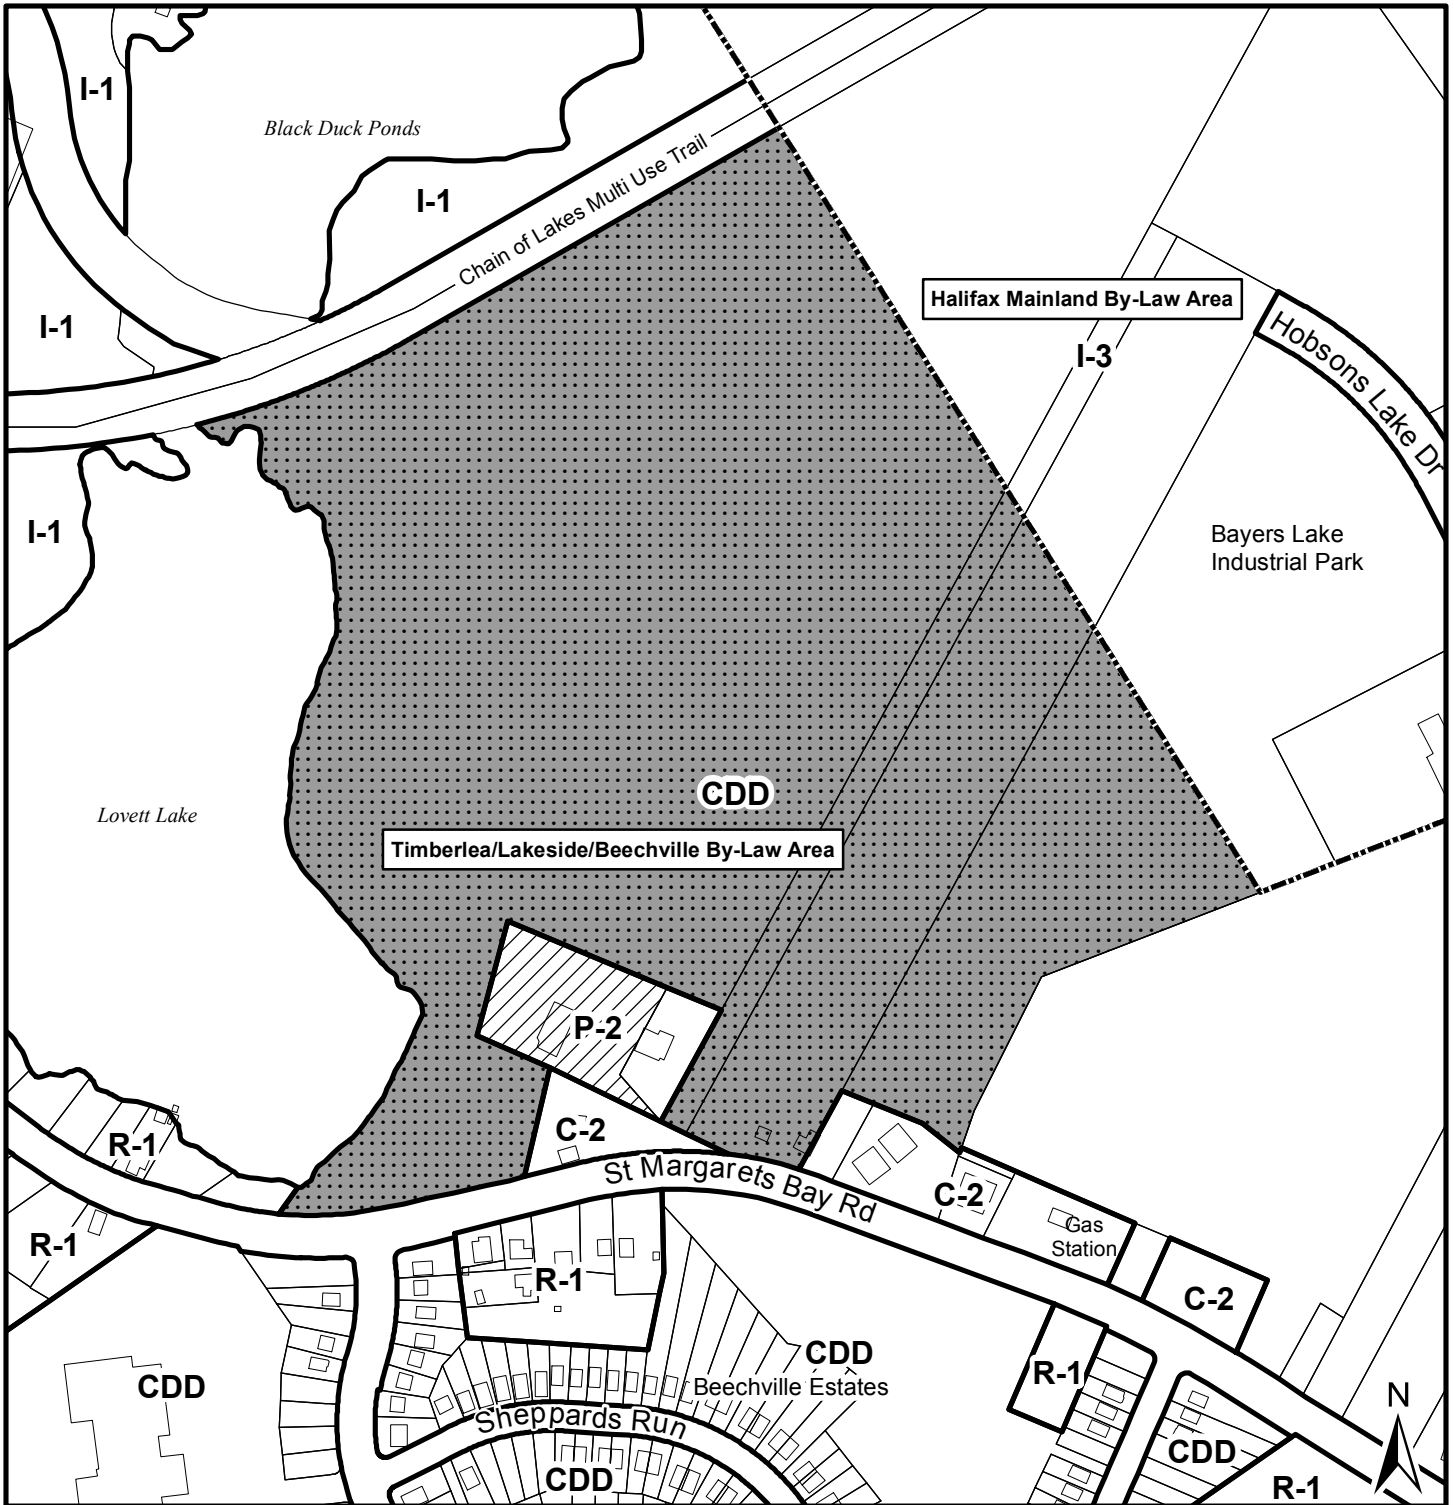 I-1
Black Duck Ponds
I-1
Chain of Lakes Multi Use Trail
Halifax Mainland By-Law Area
I-1
I-3
Hobsons Lake Dr
I-1
Bayers Lake
Industrial Park
CDD
Lovett Lake
Timberlea/Lakeside/Beechville By-Law Area
P-2
C-2
R-1
St Margarets Bay Rd
C-2
Gas
Station
R-1
R-1
C-2
CDD
R-1
CDD
Beechville Estates
N
Sheppards Run
CDD
CDD
R-1